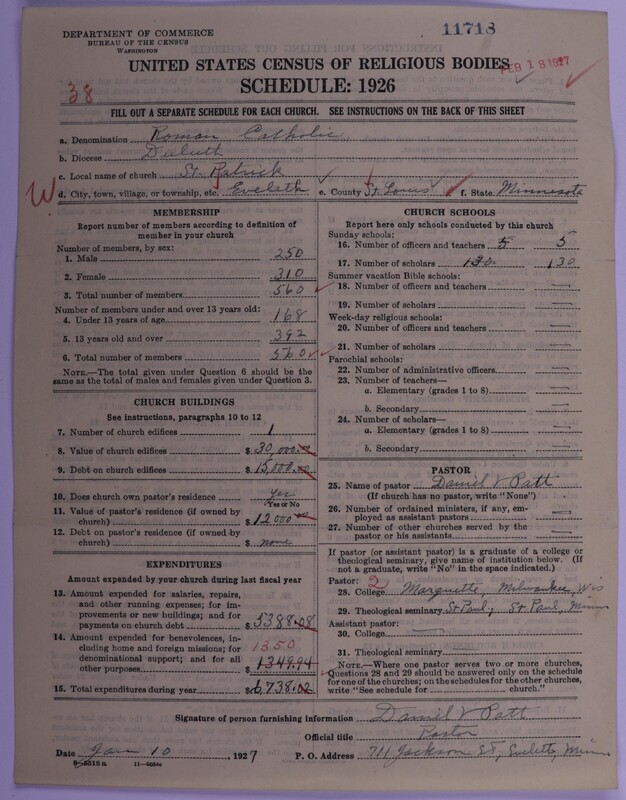 DEPARTMENT OF COMMERCE
BUREAU OF THE CENSUS
WASHINGTON
11718
UNITED STATES CENSUS OF RELIGIOUS BODIES
FEB 18 1927
SCHEDULE: 1926
38
FILL OUT A SEPARATE SCHEDULE FOR EACH CHURCH. SEE INSTRUCTIONS ON THE BACK OF THIS SHEET
a. Denomination Roman Catholic
b. Diocese Duluth
c. Local name of church St. Patrick
W d. City, town, village, or township, etc. Eveleth e. County St. Louis f. State Minnesota
MEMBERSHIP
Report number of members according to definition of
member in your church
Number of members, by sex:
1. Male 250
2. Female 310
3. Total number of members 560
Number of members under and over 13 years old:
4. Under 13 years of age 168
5. 13 years old and over 392
6. Total number of members 560
NOTE.—The total given under Question 6 should be the
same as the total of males and females given under Question 3.
CHURCH BUILDINGS
See instructions, paragraphs 10 to 12
7. Number of church edifices 1
8. Value of church edifices $ 30,000.00
9. Debt on church edifices $ 15,000.00
10. Does church own pastor's residence Yes
Yes or No
11. Value of pastor's residence (if owned by
church) $ 12000.00
12. Debt on pastor's residence (if owned by
church) $ none
EXPENDITURES
Amount expended by your church during last fiscal year
13. Amount expended for salaries, repairs,
and other running expenses; for im-
provements or new buildings; and for
payments on church debt $ 5388.08
14. Amount expended for benevolences, in-
cluding home and foreign missions; for
denominational support; and for all
other purposes
1350
$ 1349.94
15. Total expenditures during year $ 6,738.02
CHURCH SCHOOLS
Report here only schools conducted by this church
Sunday schools:
16. Number of officers and teachers 5 5
17. Number of scholars 130 130
Summer vacation Bible schools:
18. Number of officers and teachers —
19. Number of scholars —
Week-day religious schools:
20. Number of officers and teachers —
21. Number of scholars —
Parochial schools:
22. Number of administrative officers —
23. Number of teachers—
a. Elementary (grades 1 to 8) —
b. Secondary —
24. Number of scholars—
a. Elementary (grades 1 to 8) —
b. Secondary —
PASTOR
25. Name of pastor Daniel V Patt
(If church has no pastor, write "None")
26. Number of ordained ministers, if any, em-
ployed as assistant pastors —
27. Number of other churches served by the
pastor or his assistants —
If pastor (or assistant pastor) is a graduate of a college or
theological seminary, give name of institution below. (If
not a graduate, write "No" in the space indicated.)
Pastor: 2
28. College Marquette, Milwaukee, Wis
29. Theological seminary St Paul, St. Paul, Minn
Assistant pastor:
30. College —
31. Theological seminary
NOTE.—Where one pastor serves two or more churches,
Questions 28 and 29 should be answered only on the schedule
for one of the churches; on the schedules for the other churches,
write "See schedule for church."
Signature of person furnishing information Daniel V Patt
Official title Pastor
Date Jan 10, 1927 P. O. Address 711 Jackson St, Eveleth, Minn